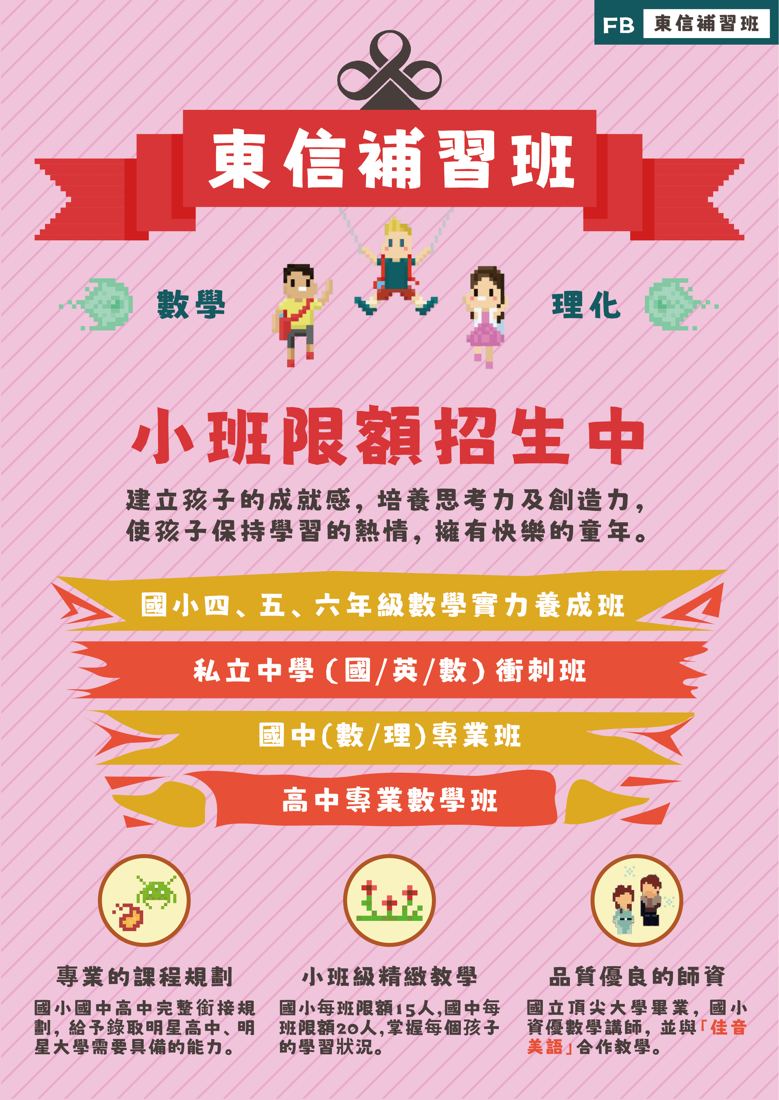 FB 東信補習班
東信補習班
數學
理化
小班限額招生中
建立孩子的成就感，培養思考力及創造力，
使孩子保持學習的熱情，擁有快樂的童年。
國小四、五、六年級數學實力養成班
私立中學（國/英/數）衝刺班
國中(數/理)專業班
高中專業數學班
專業的課程規劃
國小國中高中完整銜接規
劃，給予錄取明星高中、明
星大學需要具備的能力。
小班級精緻教學
國小每班限額15人,國中每
班限額20人,掌握每個孩子
的學習狀況。
品質優良的師資
國立頂尖大學畢業，國小
資優數學講師，並與「佳音
美語」合作教學。